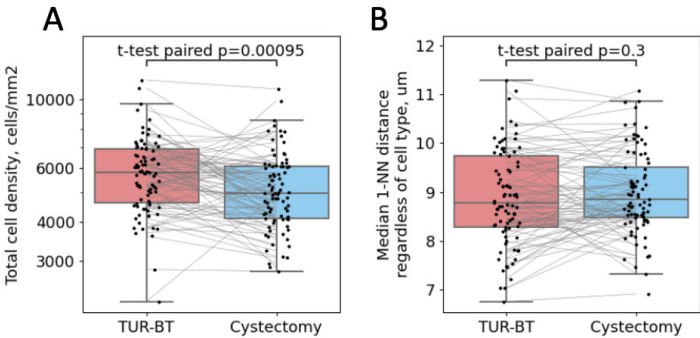 A
t-test paired p=0.00095
Total cell density, cells/mm2
10000
6000
4000
3000
TUR-BT
Cystectomy
B
t-test paired p=0.3
Median 1-NN distance
regardless of cell type, um
12
11
10
9
8
7
TUR-BT
Cystectomy